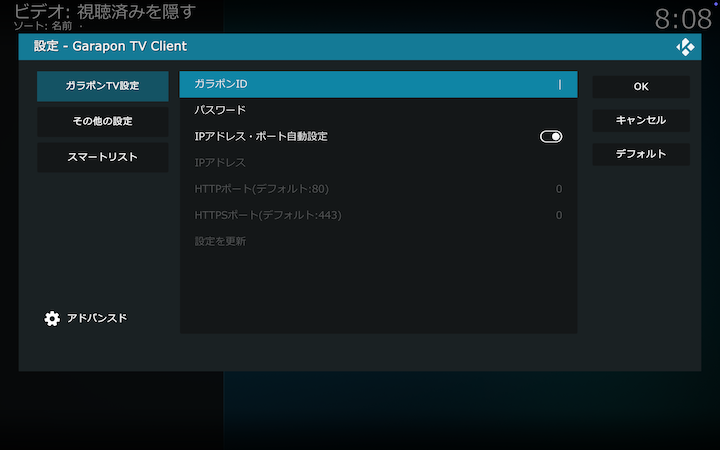 ビデオ: 視聴済みを隠す
ソート: 名前 ·
8:08
設定 - Garapon TV Client
ガラポンTV設定
その他の設定
スマートリスト
アドバンスド
ガラポンID
パスワード
IPアドレス・ポート自動設定
IPアドレス
HTTPポート(デフォルト:80) 0
HTTPSポート(デフォルト:443) 0
設定を更新
OK
キャンセル
デフォルト